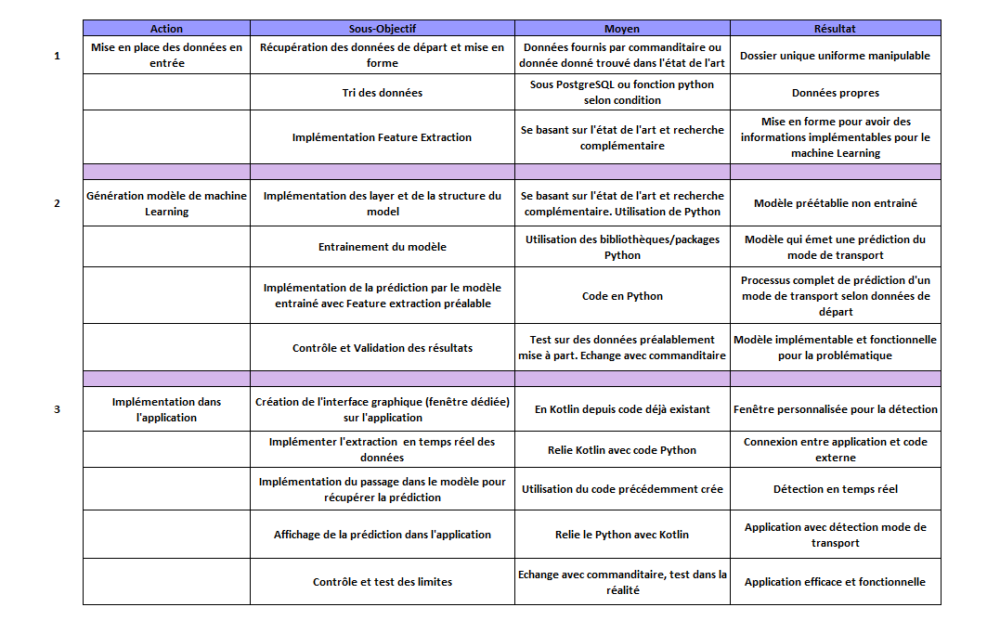 Action Sous-Objectif Moyen Résultat
1
Mise en place des données en
entrée
Récupération des données de départ et mise en
forme
Données fournis par commanditaire ou
donnée donné trouvé dans l'état de l'art
Dossier unique uniforme manipulable
Tri des données
Sous PostgreSQL ou fonction python
selon condition
Données propres
Implémentation Feature Extraction
Se basant sur l'état de l'art et recherche
complémentaire
Mise en forme pour avoir des
informations implémentables pour le
machine Learning
2
Génération modèle de machine
Learning
Implémentation des layer et de la structure du
model
Se basant sur l'état de l'art et recherche
complémentaire. Utilisation de Python
Modèle préétablie non entrainé
Entrainement du modèle
Utilisation des bibliothèques/packages
Python
Modèle qui émet une prédiction du
mode de transport
Implémentation de la prédiction par le modèle
entrainé avec Feature extraction préalable
Code en Python
Processus complet de prédiction d'un
mode de transport selon données de
départ
Contrôle et Validation des résultats
Test sur des données préalablement
mise à part. Echange avec commanditaire
Modèle implémentable et fonctionnelle
pour la problématique
3
Implémentation dans
l'application
Création de l'interface graphique (fenêtre dédiée)
sur l'application
En Kotlin depuis code déjà existant
Fenêtre personnalisée pour la détection
Implémenter l'extraction  en temps réel des
données
Relie Kotlin avec code Python
Connexion entre application et code
externe
Implémentation du passage dans le modèle pour
récupérer la prédiction
Utilisation du code précédemment crée
Détection en temps réel
Affichage de la prédiction dans l'application
Relie le Python avec Kotlin
Application avec détection mode de
transport
Contrôle et test des limites
Echange avec commanditaire, test dans la
réalité
Application efficace et fonctionnelle